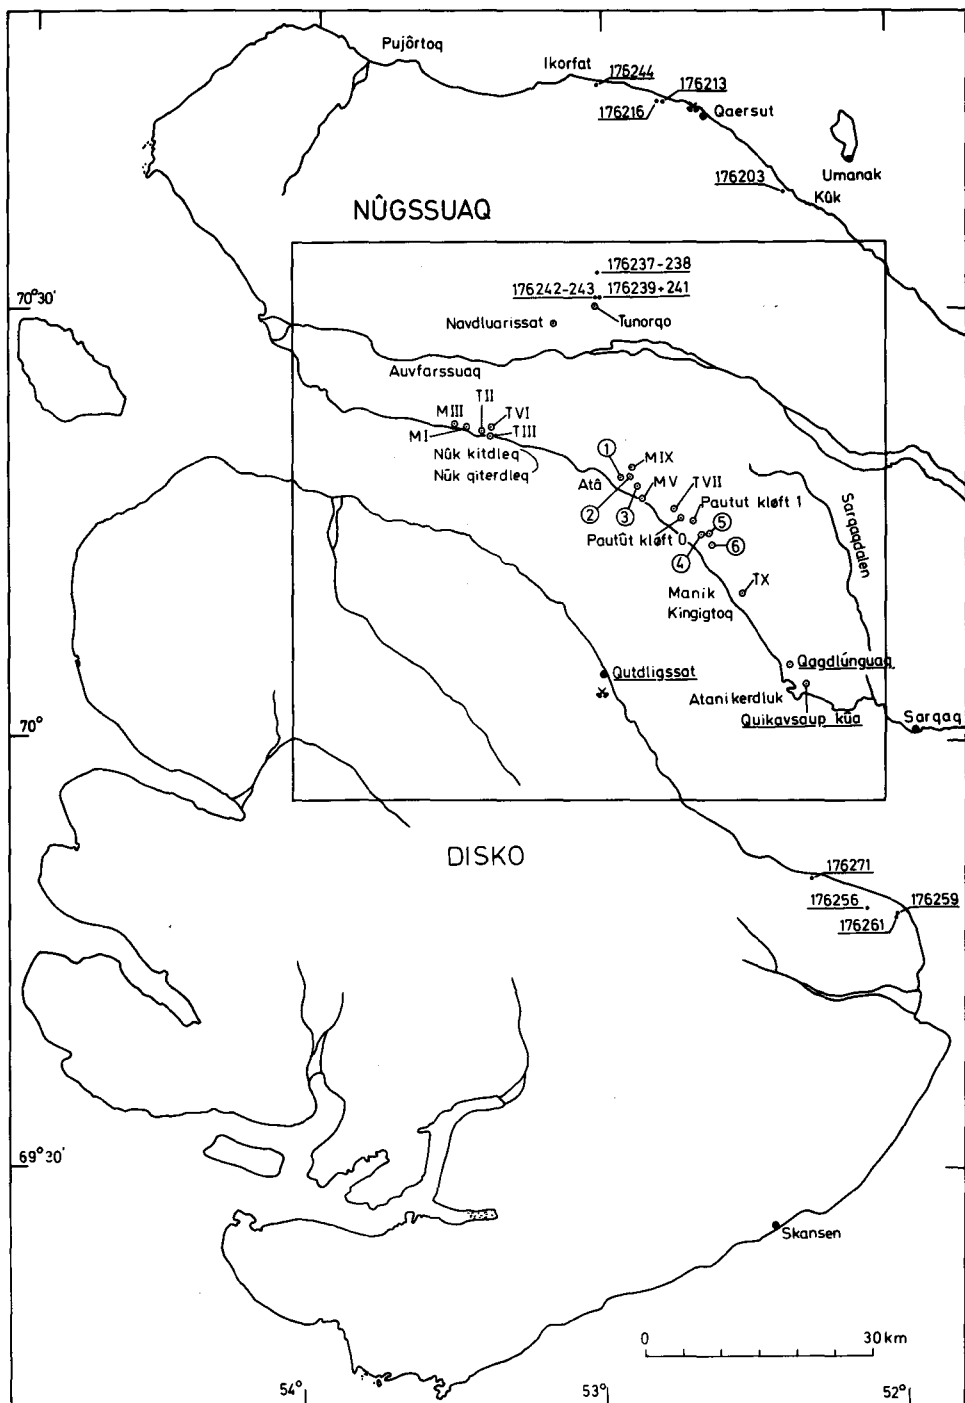 Pujôrtoq
Ikorfat
176244
176213
176216
Qaersut
Umanak
176203
Kûk
NÛGSSUAQ
176237-238
176242-243
176239+241
70°30'
Navdluarissat
Tunorqo
Auvfarssuaq
TII
MIII
TVI
MI
TIII
Nûk kitdleq
Nûk qiterdleq
1
MIX
Atâ
MV
TVII
2
3
Pautut kløft 1
Sarqaqdalen
Pautût kløft 0
5
4
6
Manik
TX
Kingigtoq
Qagdlúnguaq
Qutdligssat
Atanikerdluk
Quikavsaup kûa
Sarqaq
70°
DISKO
176271
176256
176259
176261
69°30'
Skansen
0 30 km
54° 53° 52°